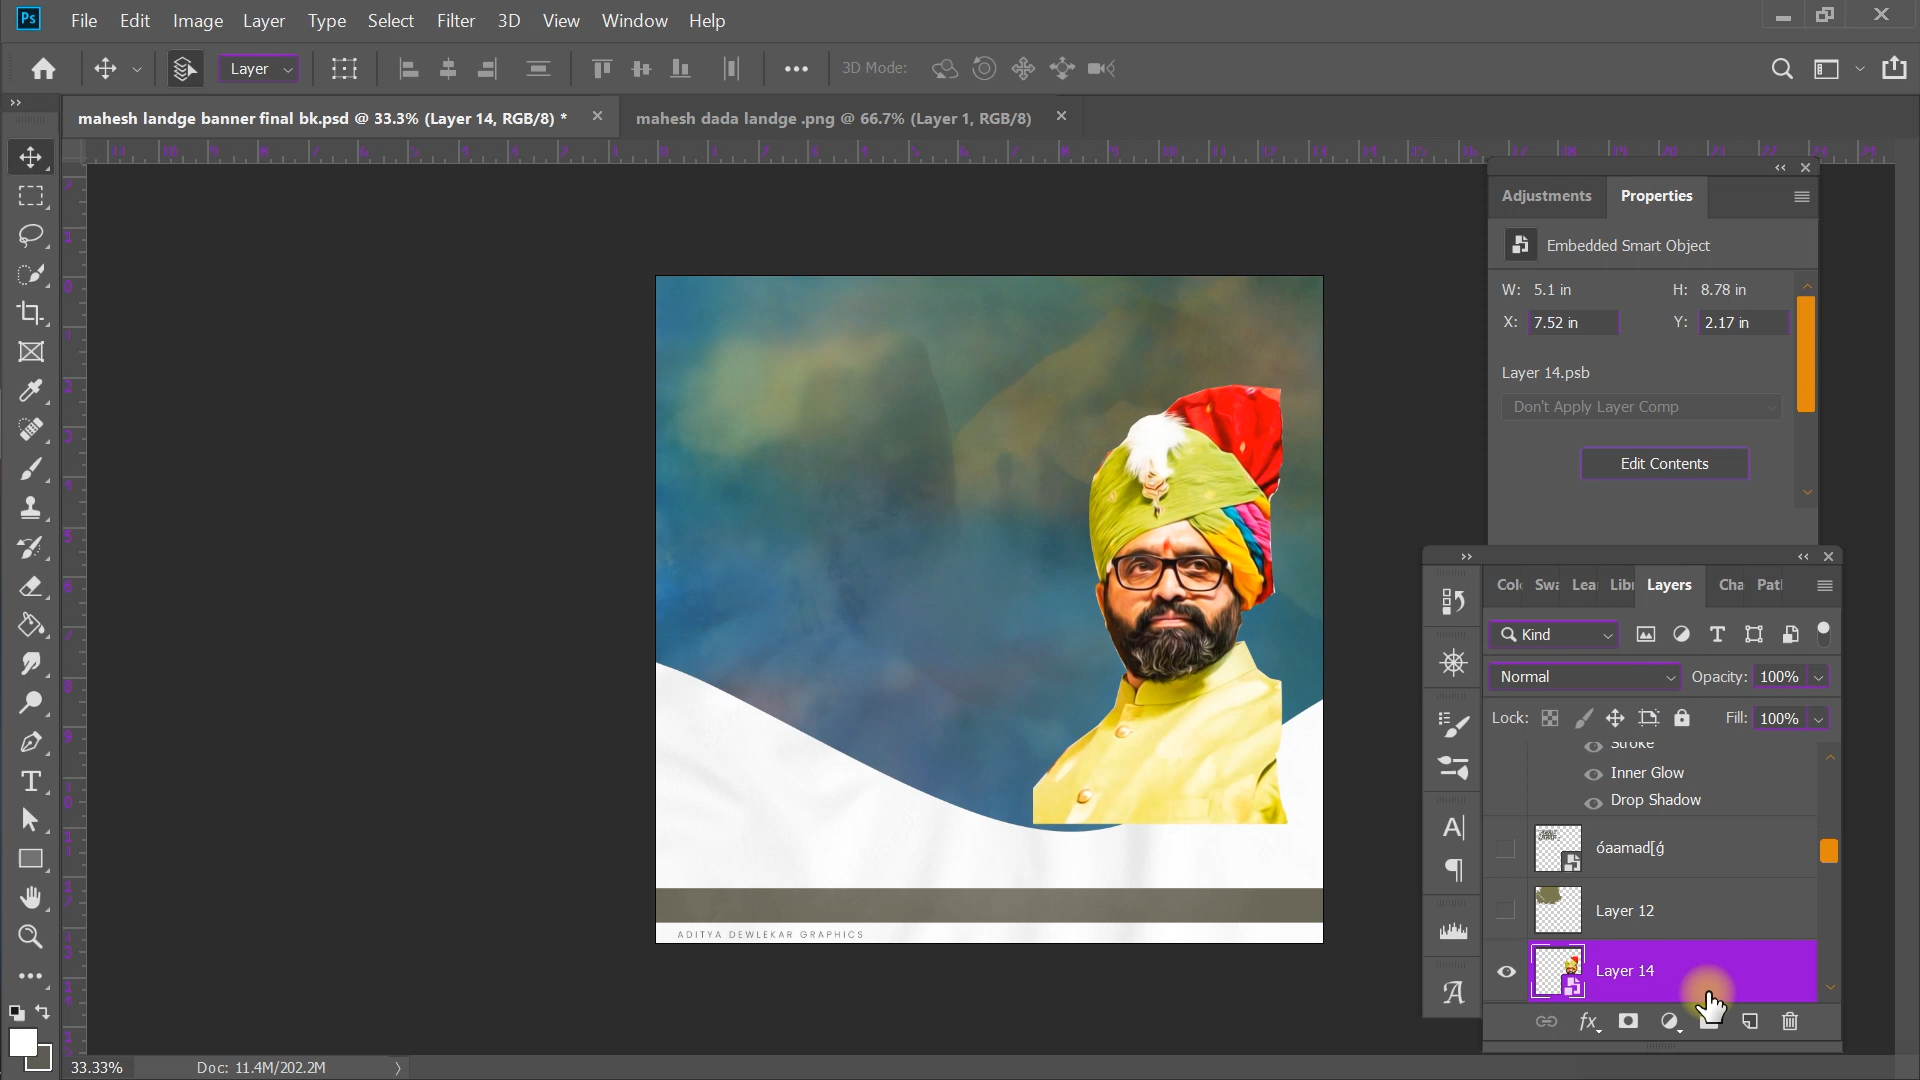 Ps File Edit Image Layer Type Select Filter 3D View Window Help
Layer 3D Mode:
mahesh landge banner final bk.psd @ 33.3% (Layer 14, RGB/8) *
mahesh dada landge .png @ 66.7% (Layer 1, RGB/8)
Adjustments Properties
Embedded Smart Object
W: 5.1 in H: 8.78 in
X: 7.52 in Y: 2.17 in
Layer 14.psb
Don't Apply Layer Comp
Edit Contents
Layers Cha
Kind
Normal Opacity: 100%
Lock: Fill: 100%
Stroke
Inner Glow
Drop Shadow
óaamad[ģ
Layer 12
Layer 14
ADITYA DEWLEKAR GRAPHICS
33.33% Doc: 11.4M/202.2M